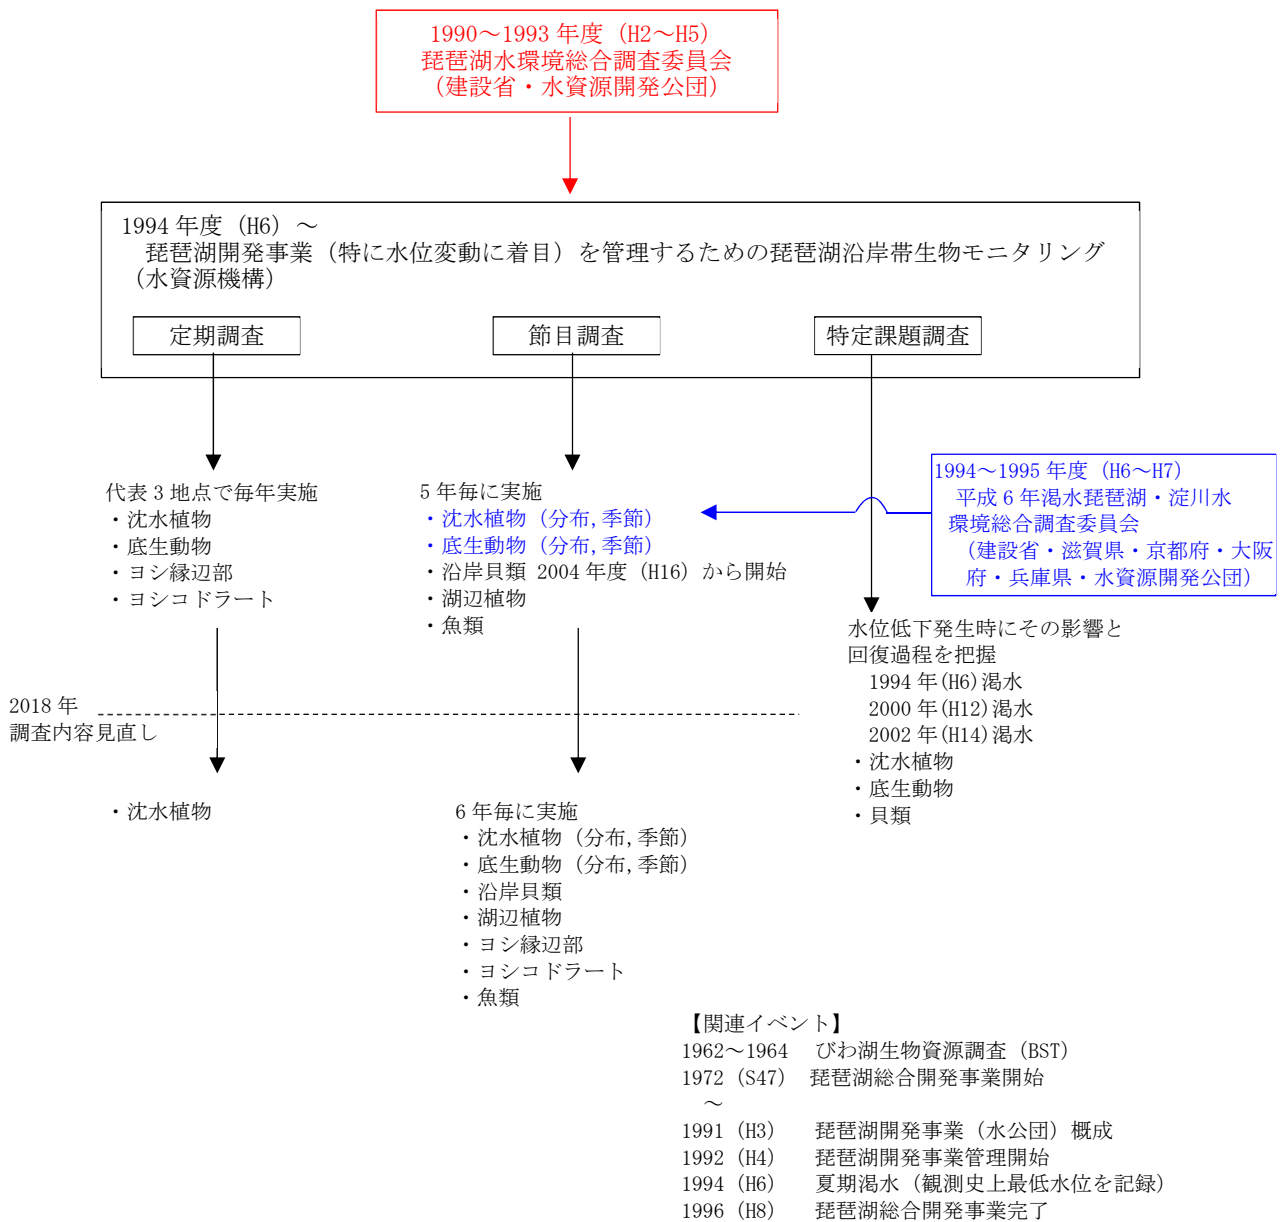 1990～1993 年度（H2～H5）
琵琶湖水環境総合調査委員会
（建設省・水資源開発公団）
1994 年度（H6）～
琵琶湖開発事業（特に水位変動に着目）を管理するための琵琶湖沿岸帯生物モニタリング
（水資源機構）
定期調査
節目調査
特定課題調査
代表 3 地点で毎年実施
・沈水植物
・底生動物
・ヨシ縁辺部
・ヨシコドラート
5 年毎に実施
・沈水植物（分布,季節）
・底生動物（分布,季節）
・沿岸貝類 2004 年度（H16）から開始
・湖辺植物
・魚類
1994～1995 年度（H6～H7）
平成 6 年渇水琵琶湖・淀川水
環境総合調査委員会
（建設省・滋賀県・京都府・大阪
府・兵庫県・水資源開発公団）
水位低下発生時にその影響と
回復過程を把握
1994 年(H6)渇水
2000 年(H12)渇水
2002 年(H14)渇水
・沈水植物
・底生動物
・貝類
2018 年
調査内容見直し
・沈水植物
6 年毎に実施
・沈水植物（分布,季節）
・底生動物（分布,季節）
・沿岸貝類
・湖辺植物
・ヨシ縁辺部
・ヨシコドラート
・魚類
【関連イベント】
1962～1964 びわ湖生物資源調査（BST）
1972（S47） 琵琶湖総合開発事業開始
～
1991（H3） 琵琶湖開発事業（水公団）概成
1992（H4） 琵琶湖開発事業管理開始
1994（H6） 夏期渇水（観測史上最低水位を記録）
1996（H8） 琵琶湖総合開発事業完了